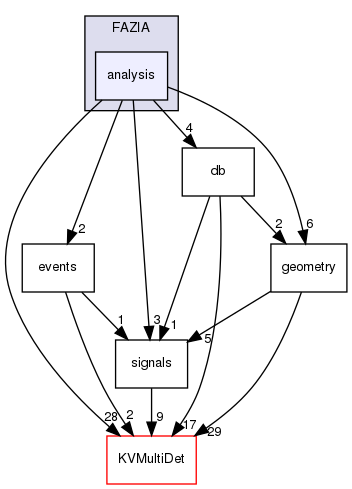 FAZIA
analysis
4
db
2
2
6
events
geometry
1
3
1
5
signals
28
2
9
17
29
KVMultiDet